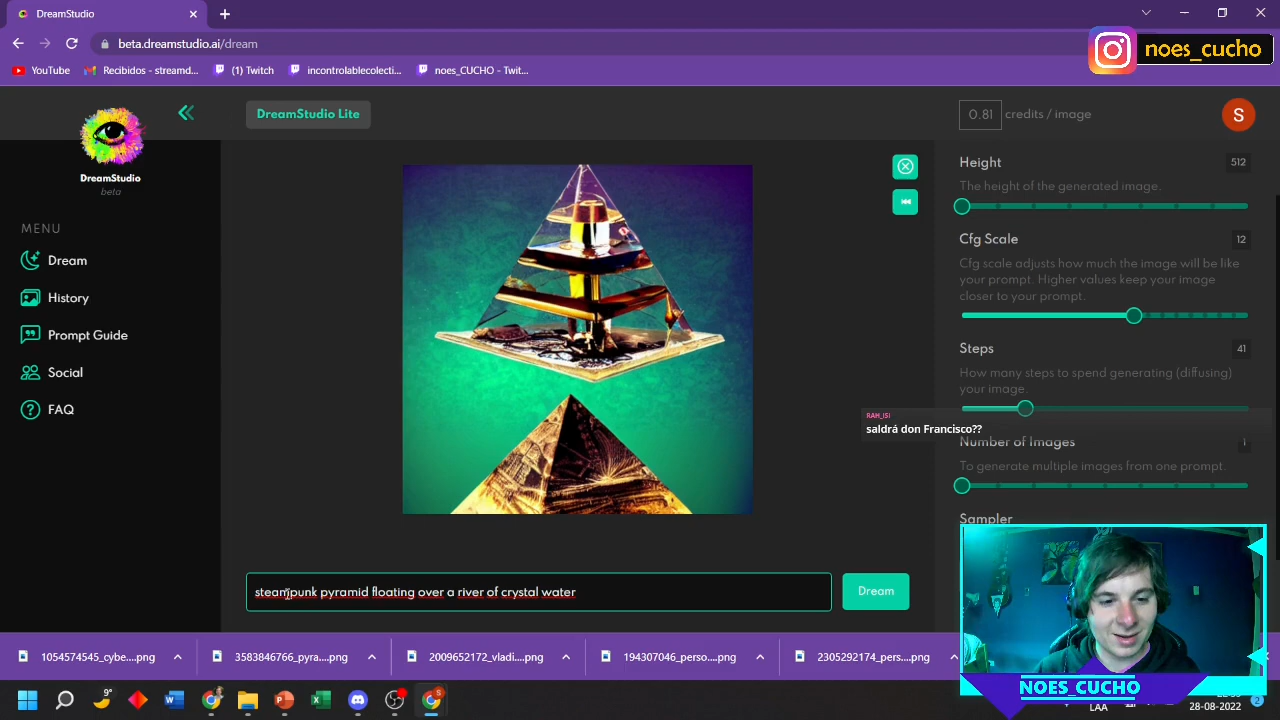 DreamStudio
beta.dreamstudio.ai/dream
noes_cucho
YouTube
Recibidos - streamd...
(1) Twitch
incontrolablecolecti...
noes_CUCHO - Twit...
DreamStudio Lite
0.81 credits / image
S
DreamStudio
beta
MENU
Dream
History
Prompt Guide
Social
FAQ
Height
512
The height of the generated image.
Cfg Scale
12
Cfg scale adjusts how much the image will be like
your prompt. Higher values keep your image
closer to your prompt.
Steps
41
How many steps to spend generating (diffusing)
your image.
RAH_ISI
saldrá don Francisco??
Number of Images
1
To generate multiple images from one prompt.
Sampler
steampunk pyramid floating over a river of crystal water
Dream
1054574545_cybe....png
3583846766_pyra....png
2009652172_vladi....png
194307046_perso....png
2305292174_pers....png
9°
NOES_CUCHO
LAA
28-08-2022
2